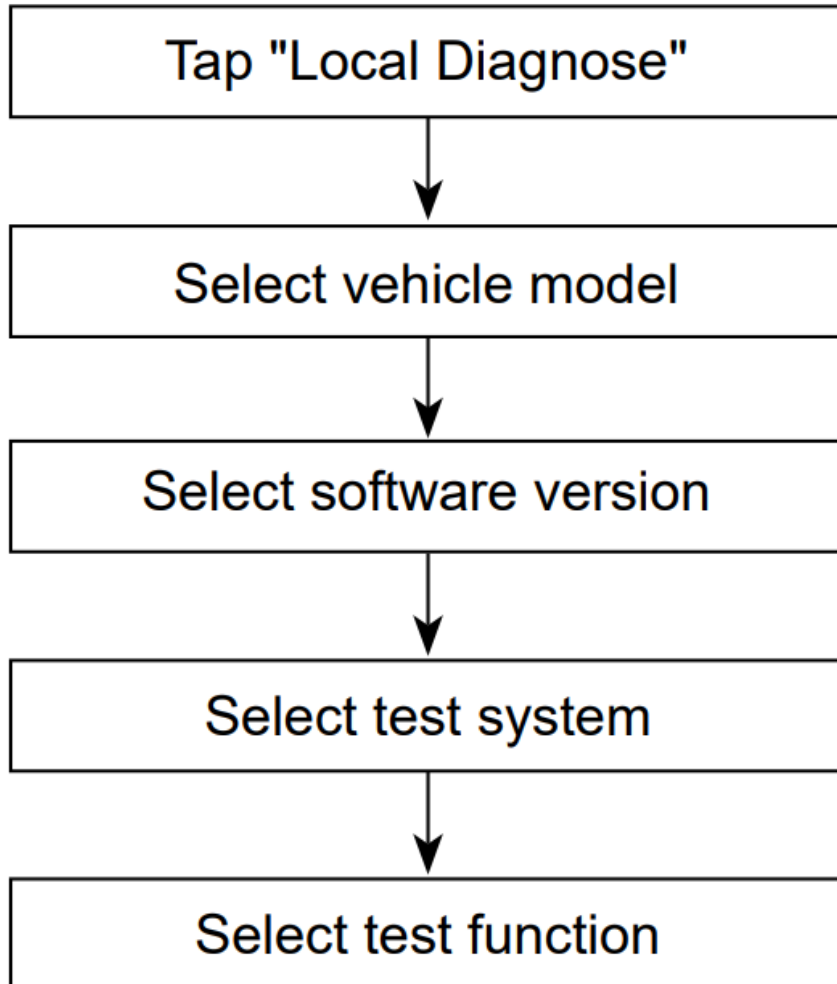 Tap "Local Diagnose"
Select vehicle model
Select software version
Select test system
Select test function